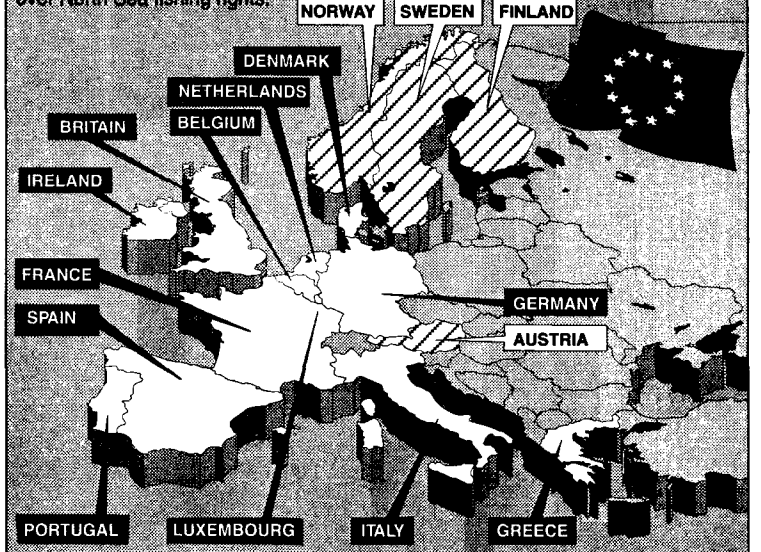 over North Sea fishing rights.
NORWAY SWEDEN FINLAND
DENMARK
NETHERLANDS
BELGIUM
BRITAIN
IRELAND
FRANCE
SPAIN
GERMANY
AUSTRIA
PORTUGAL LUXEMBOURG ITALY GREECE